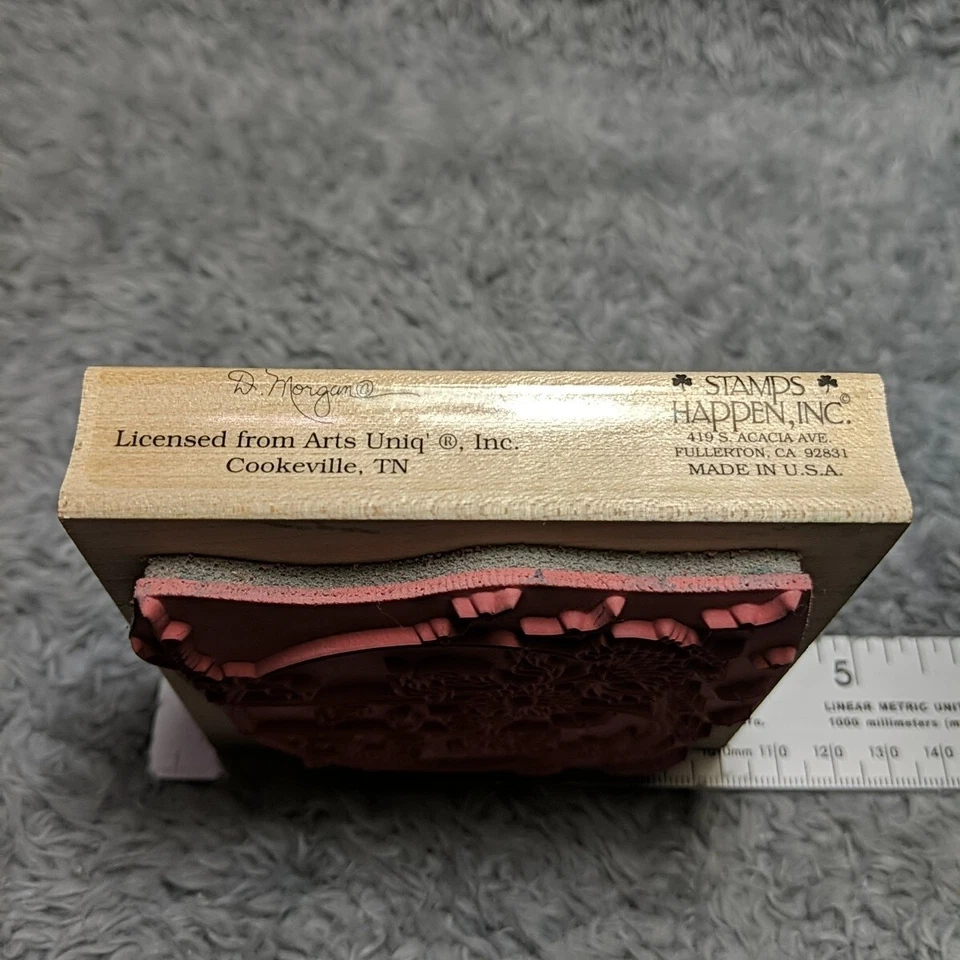 D. Morgan©
Licensed from Arts Uniq' ®, Inc.
Cookeville, TN
STAMPS
HAPPEN, INC.©
419 S. ACACIA AVE.
FULLERTON, CA 92831
MADE IN U.S.A.
5
LINEAR METRIC UNIT
1000 millimeters (m
110 120 130 140